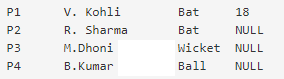 P1 V. Kohli Bat 18
P2 R. Sharma Bat NULL
P3 M.Dhoni Wicket NULL
P4 B.Kumar Ball NULL